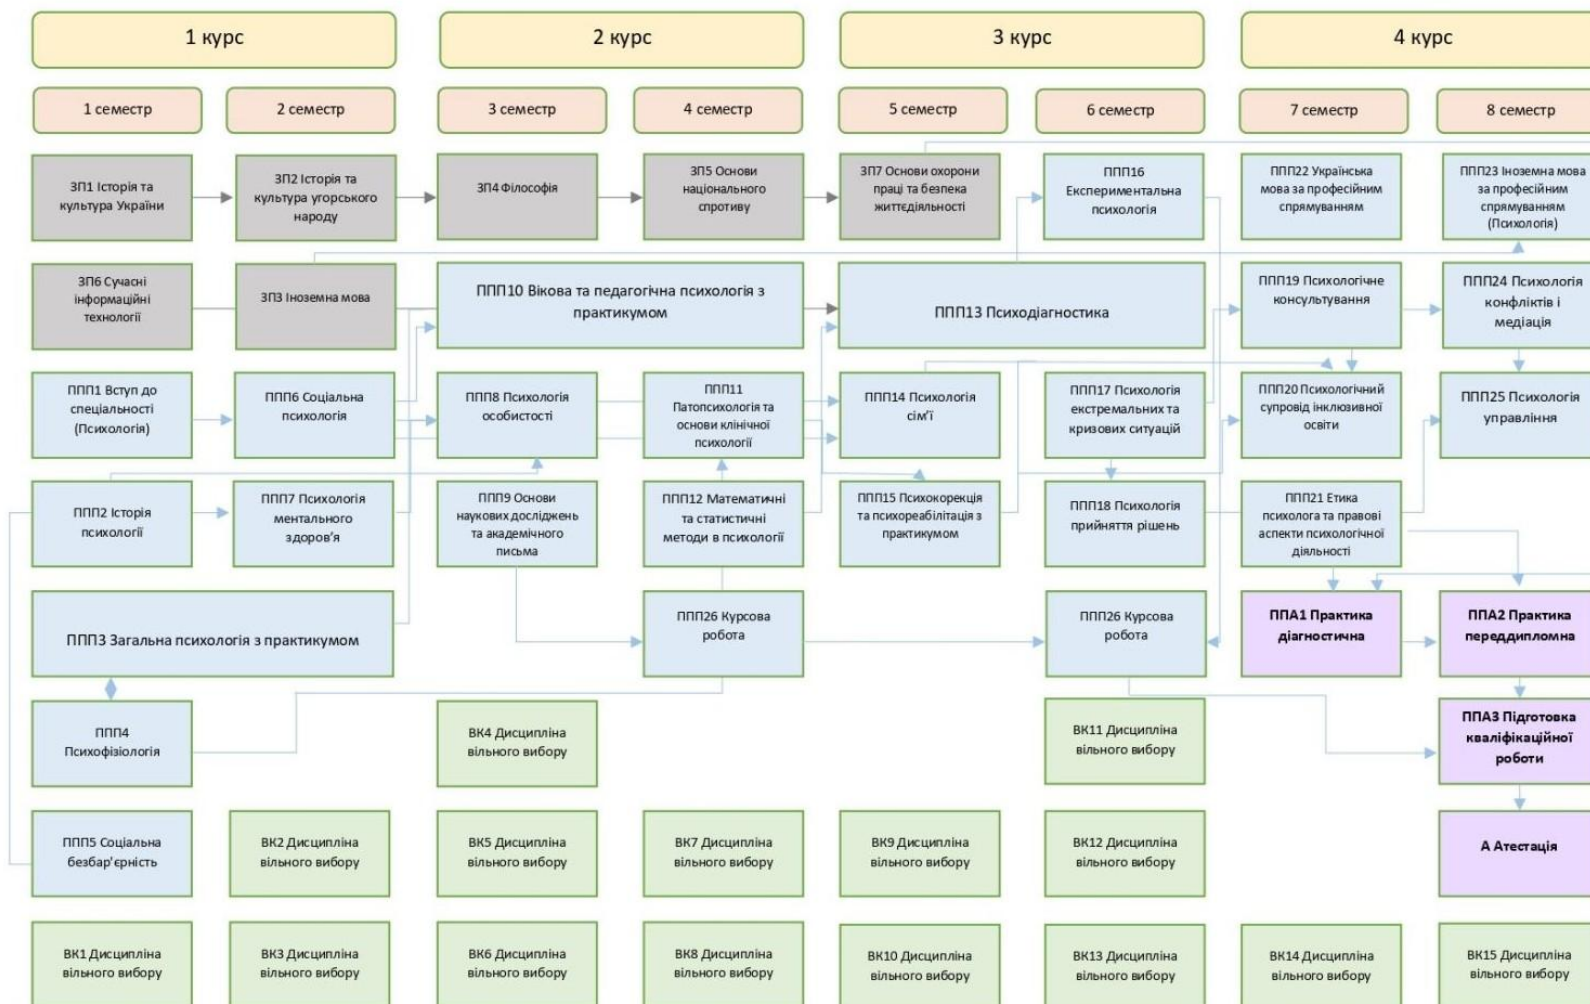 1 курс
2 курс
3 курс
4 курс
1 семестр
2 семестр
3 семестр
4 семестр
5 семестр
6 семестр
7 семестр
8 семестр
ЗП1 Історія та
культура України
ЗП2 Історія та
культура угорського
народу
ЗП4 Філософія
ЗП5 Основи
національного
спротиву
ЗП7 Основи охорони
праці та безпека
життєдіяльності
ППП16
Експериментальна
психологія
ППП22 Українська
мова за професійним
спрямуванням
ППП23 Іноземна мова
за професійним
спрямуванням
(Психологія)
ЗП6 Сучасні
інформаційні
технології
ЗП3 Іноземна мова
ППП10 Вікова та педагогічна психологія з
практикумом
ППП13 Психодіагностика
ППП19 Психологічне
консультування
ППП24 Психологія
конфліктів і
медіація
ППП1 Вступ до
спеціальності
(Психологія)
ППП6 Соціальна
психологія
ППП8 Психологія
особистості
ППП11
Патопсихологія та
основи клінічної
психології
ППП14 Психологія
сім'ї
ППП17 Психологія
екстремальних та
кризових ситуацій
ППП20 Психологічний
супровід інклюзивної
освіти
ППП25 Психологія
управління
ППП2 Історія
психології
ППП7 Психологія
ментального
здоров'я
ППП9 Основи
наукових досліджень
та академічного
письма
ППП12 Математичні
та статистичні
методи в психології
ППП15 Психокорекція
та психореабілітація з
практикумом
ППП18 Психологія
прийняття рішень
ППП21 Етика
психолога та правові
аспекти психологічної
діяльності
ППП3 Загальна психологія з практикумом
ППП26 Курсова
робота
ППП26 Курсова
робота
ППА1 Практика
діагностична
ППА2 Практика
переддипломна
ППП4
Психофізіологія
ВК4 Дисципліна
вільного вибору
ВК11 Дисципліна
вільного вибору
ППА3 Підготовка
кваліфікаційної
роботи
ППП5 Соціальна
безбар'єрність
ВК2 Дисципліна
вільного вибору
ВК5 Дисципліна
вільного вибору
ВК7 Дисципліна
вільного вибору
ВК9 Дисципліна
вільного вибору
ВК12 Дисципліна
вільного вибору
А Атестація
ВК1 Дисципліна
вільного вибору
ВК3 Дисципліна
вільного вибору
ВК6 Дисципліна
вільного вибору
ВК8 Дисципліна
вільного вибору
ВК10 Дисципліна
вільного вибору
ВК13 Дисципліна
вільного вибору
ВК14 Дисципліна
вільного вибору
ВК15 Дисципліна
вільного вибору